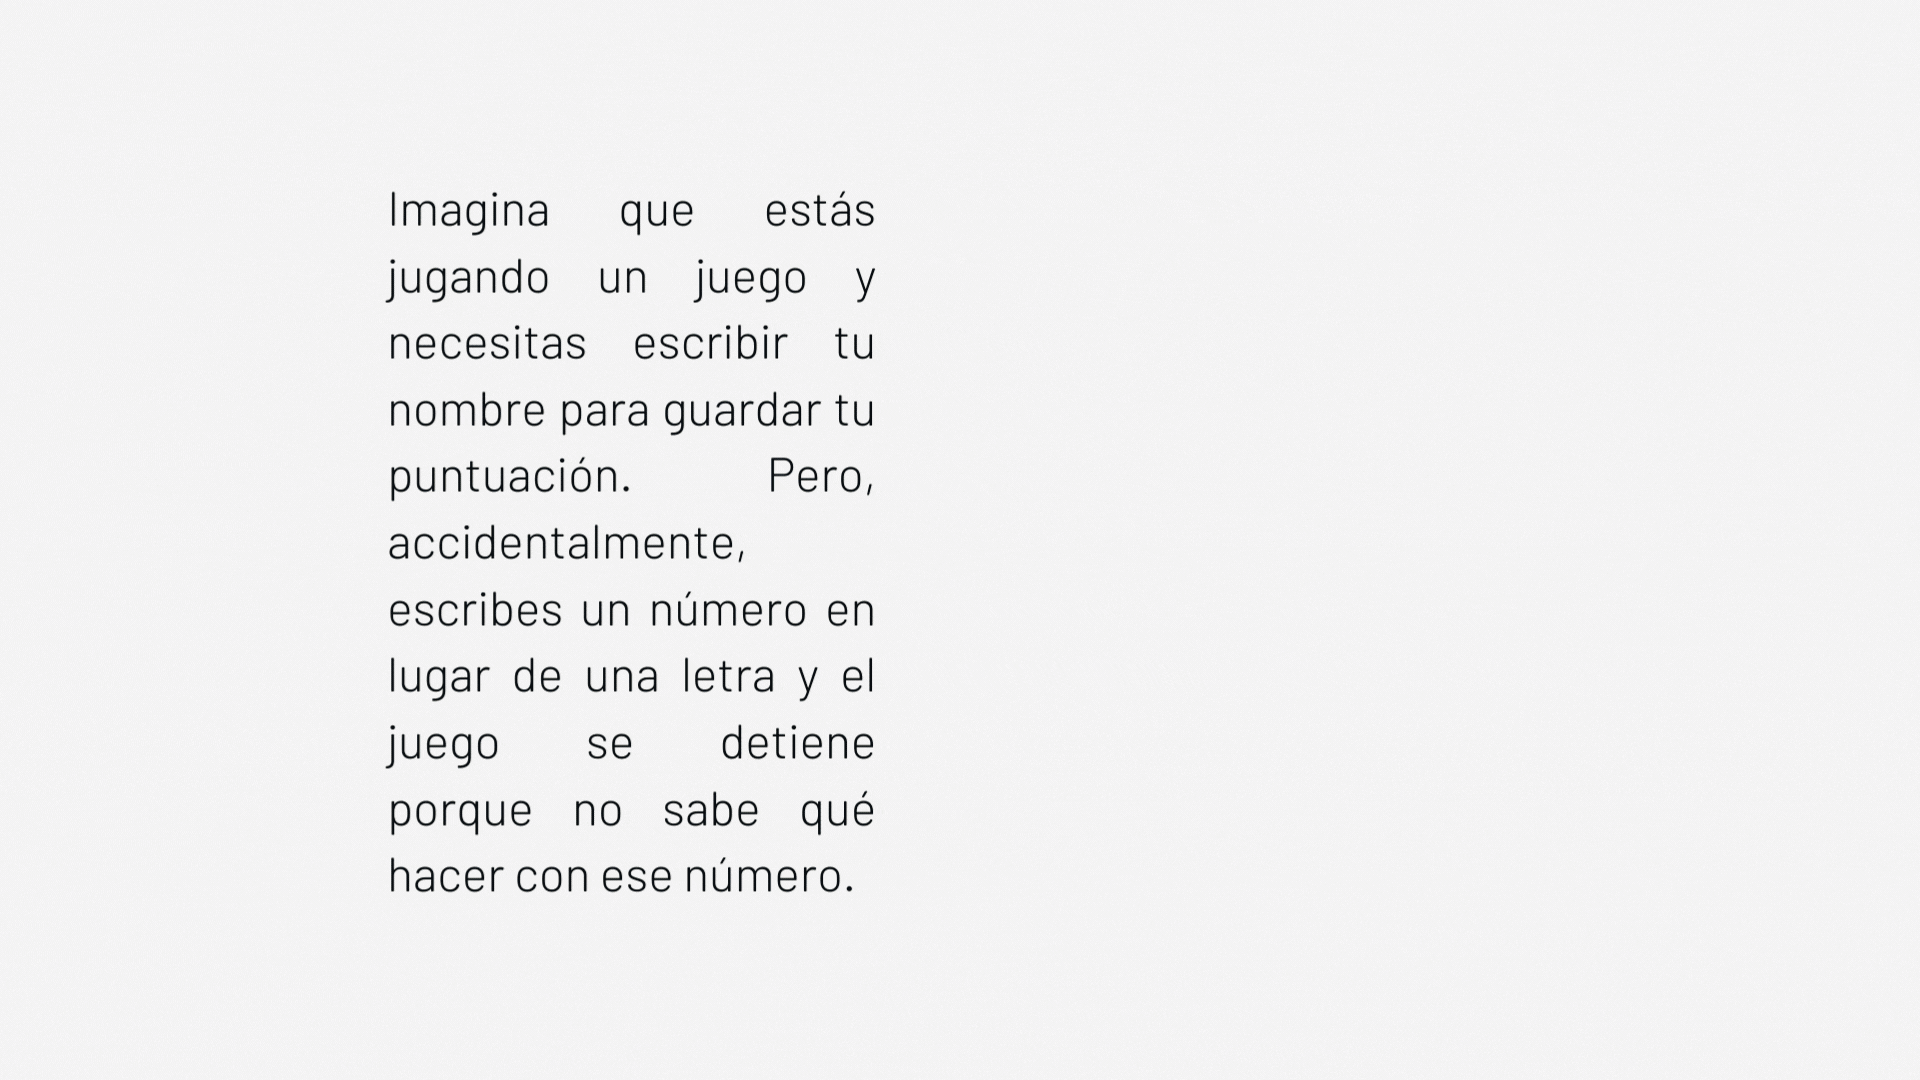 Imagina que estás
jugando un juego y
necesitas escribir tu
nombre para guardar tu
puntuación. Pero,
accidentalmente,
escribes un número en
lugar de una letra y el
juego se detiene
porque no sabe qué
hacer con ese número.